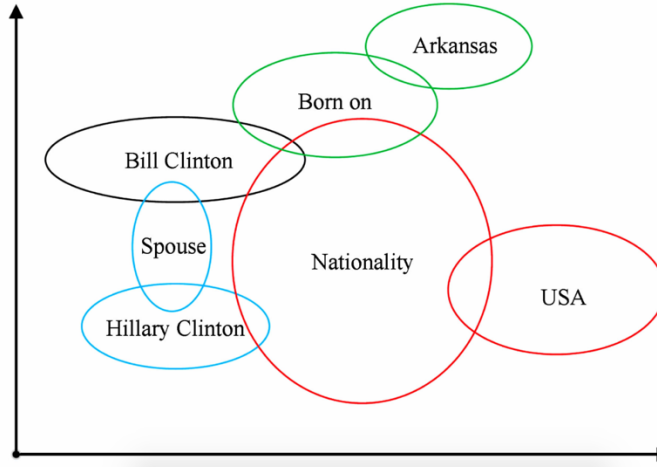 Arkansas
Born on
Bill Clinton
Spouse
Nationality
USA
Hillary Clinton